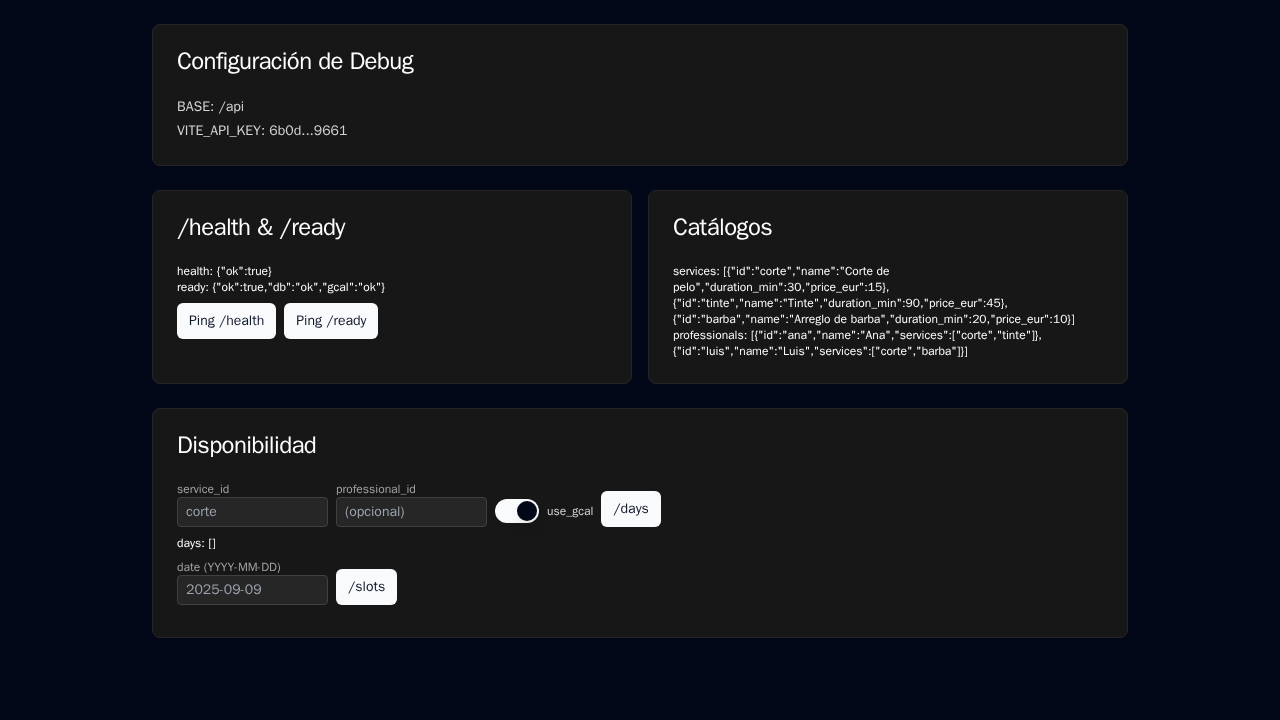 Configuración de Debug
BASE: /api
VITE_API_KEY: 6b0d...9661
/health & /ready
health: {"ok":true}
ready: {"ok":true,"db":"ok","gcal":"ok"}
Ping /health
Ping /ready
Catálogos
services: [{"id":"corte","name":"Corte de
pelo","duration_min":30,"price_eur":15},
{"id":"tinte","name":"Tinte","duration_min":90,"price_eur":45},
{"id":"barba","name":"Arreglo de barba","duration_min":20,"price_eur":10}]
professionals: [{"id":"ana","name":"Ana","services":["corte","tinte"]},
{"id":"luis","name":"Luis","services":["corte","barba"]}]
Disponibilidad
service_id
professional_id
corte
(opcional)
use_gcal
/days
days: []
date (YYYY-MM-DD)
2025-09-09
/slots